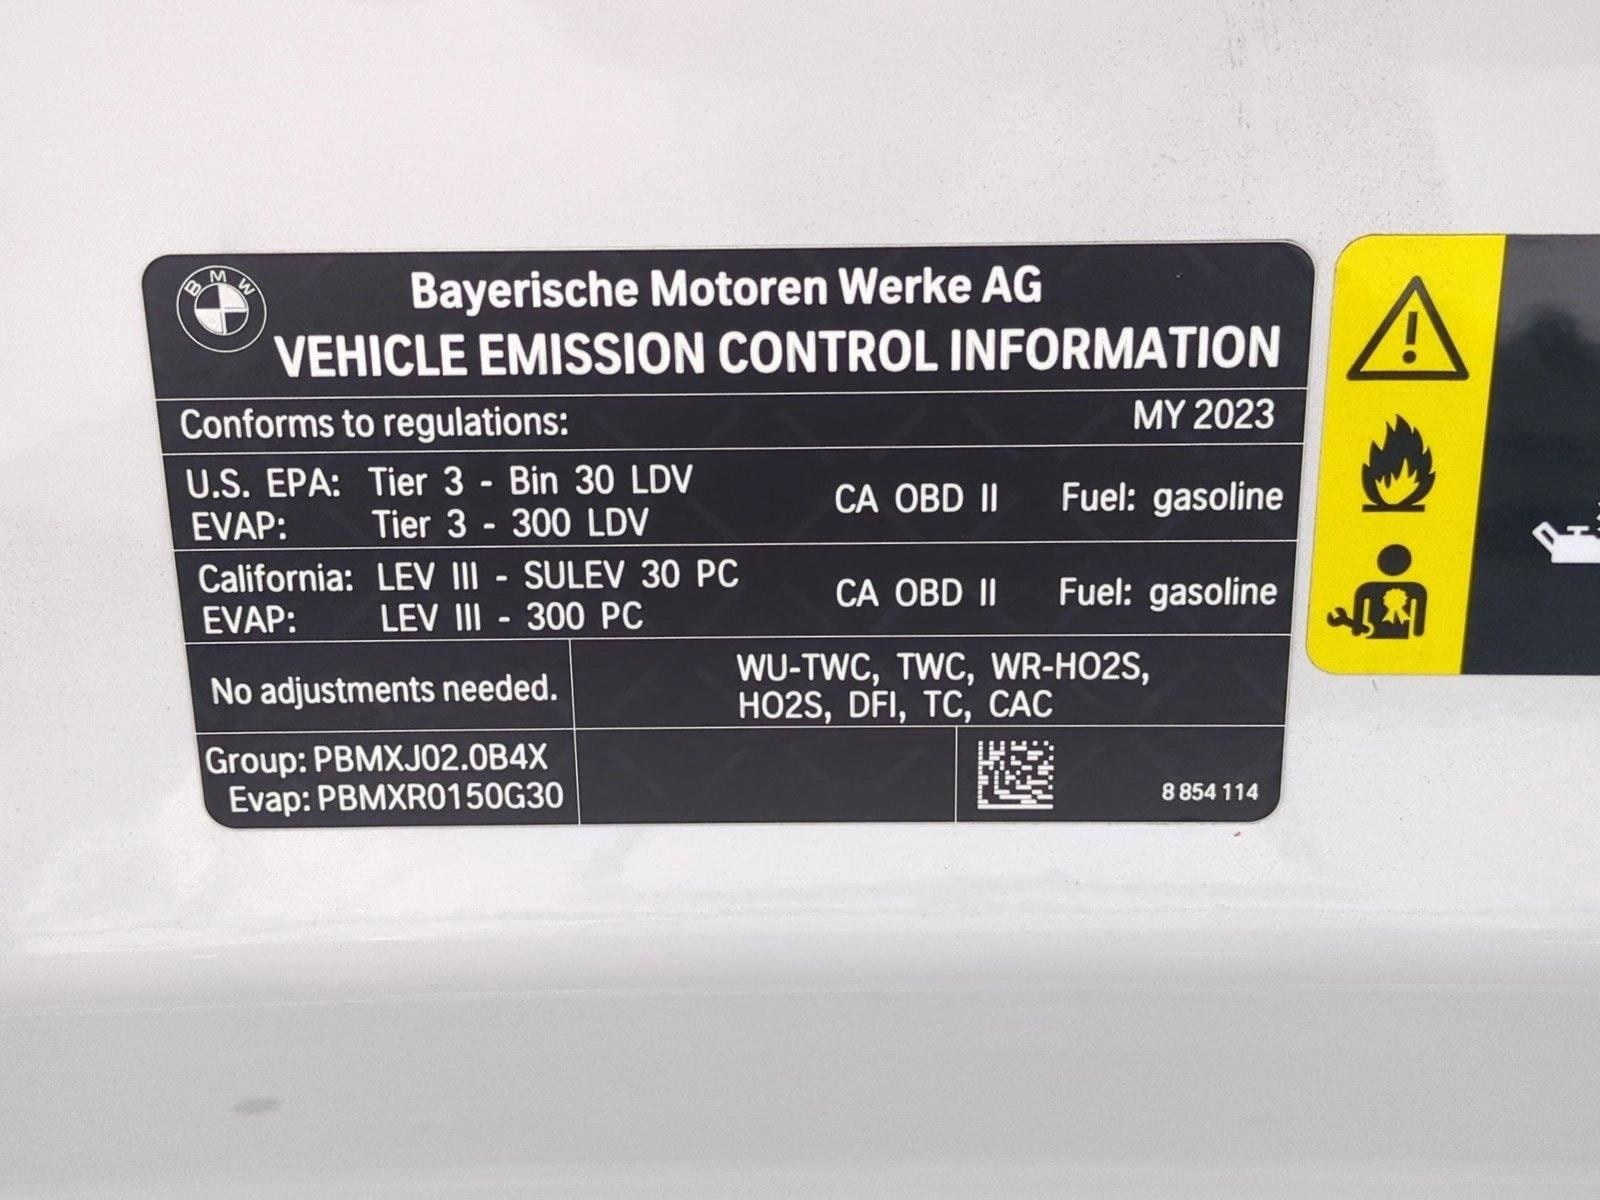 BMW
Bayerische Motoren Werke AG
VEHICLE EMISSION CONTROL INFORMATION
Conforms to regulations: MY 2023
U.S. EPA: Tier 3 - Bin 30 LDV CA OBD II Fuel: gasoline
EVAP: Tier 3 - 300 LDV
California: LEV III - SULEV 30 PC CA OBD II Fuel: gasoline
EVAP: LEV III - 300 PC
No adjustments needed.
WU-TWC, TWC, WR-HO2S,
HO2S, DFI, TC, CAC
Group: PBMXJ02.0B4X
Evap: PBMXR0150G30
8 854 114